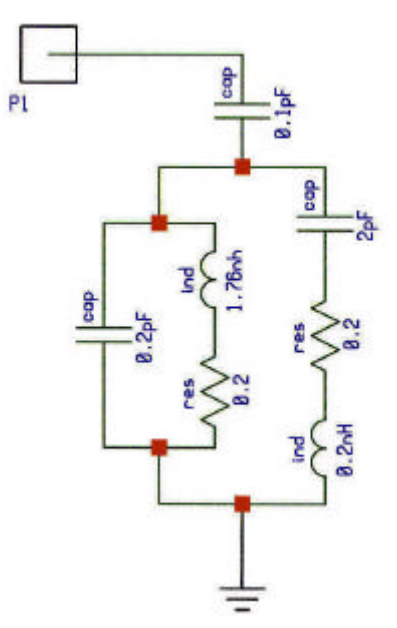 P1
cap
0.1pF
cap
2pF
ind
1.76nh
cap
0.2pF
res
0.2
res
0.2
ind
0.2nH